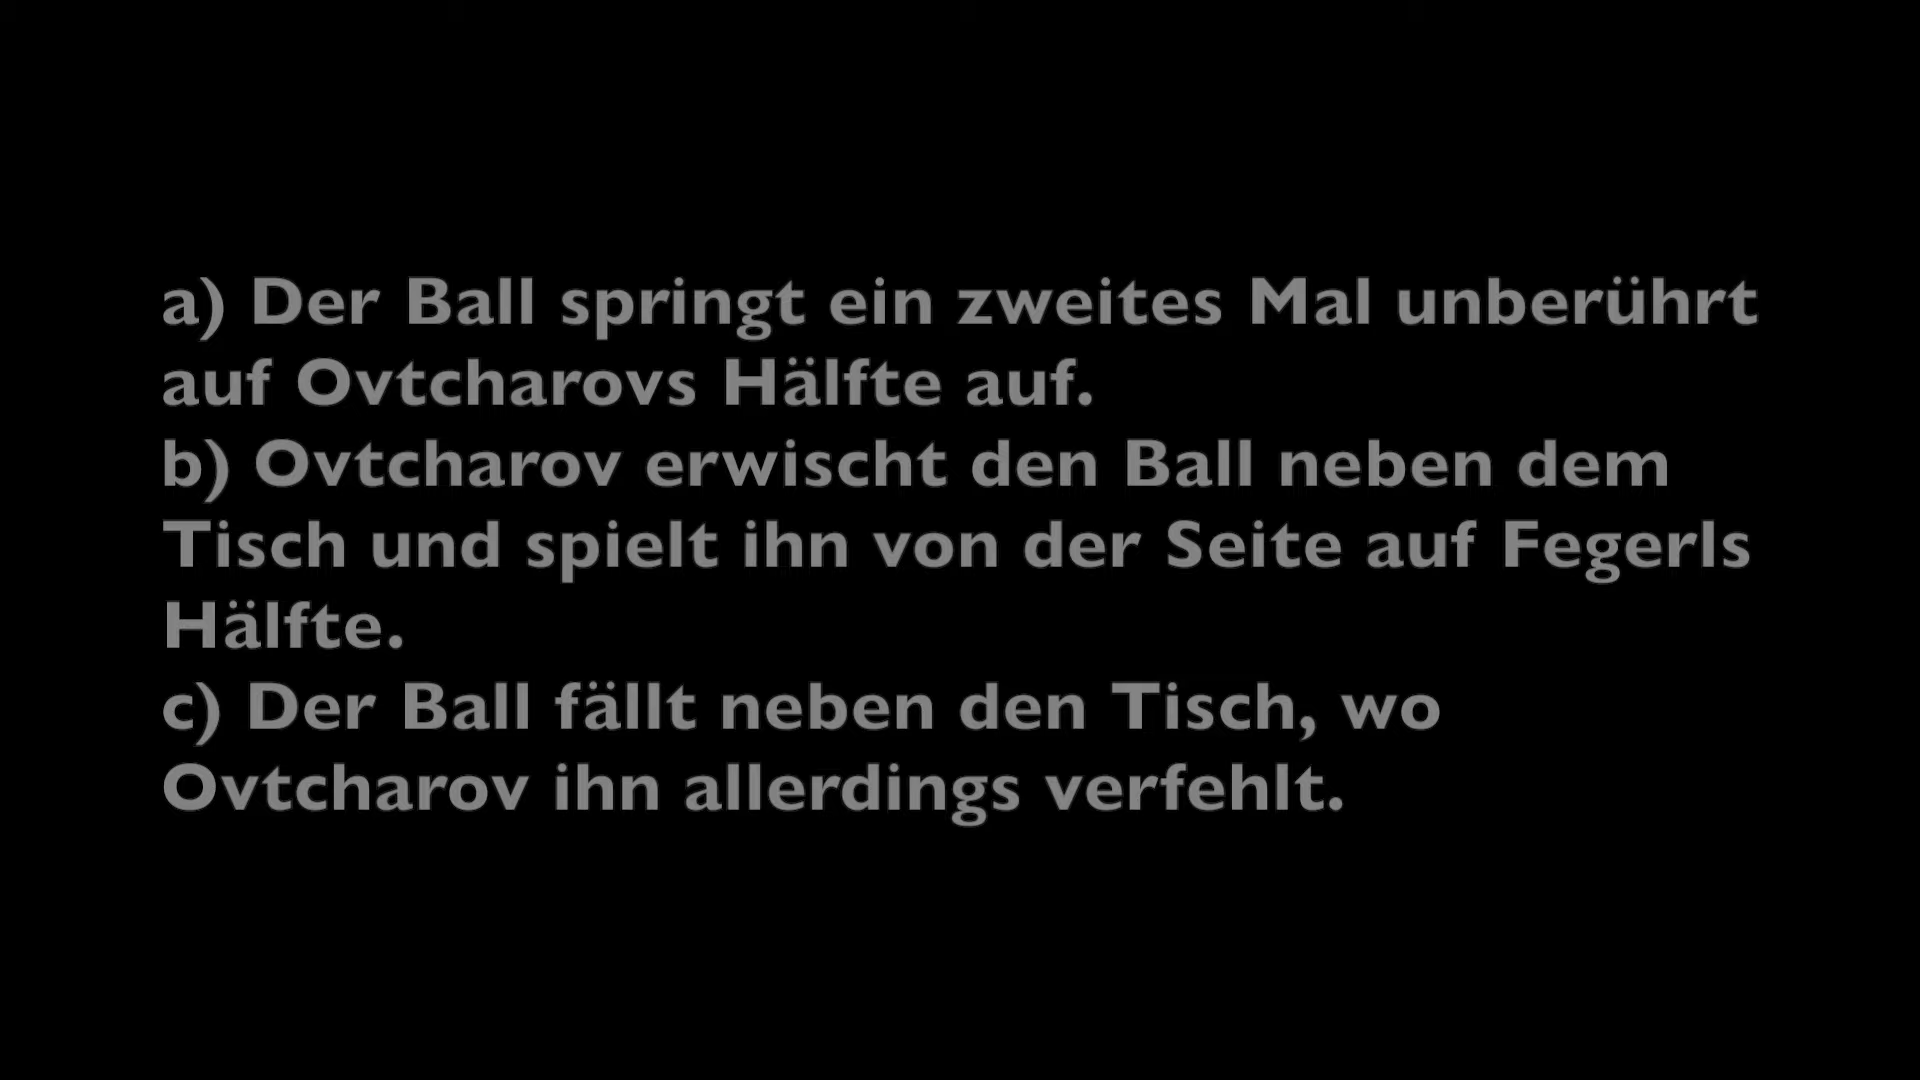 a) Der Ball springt ein zweites Mal unberührt
auf Ovtcharovs Hälfte auf.
b) Ovtcharov erwischt den Ball neben dem
Tisch und spielt ihn von der Seite auf Fegerls
Hälfte.
c) Der Ball fällt neben den Tisch, wo
Ovtcharov ihn allerdings verfehlt.